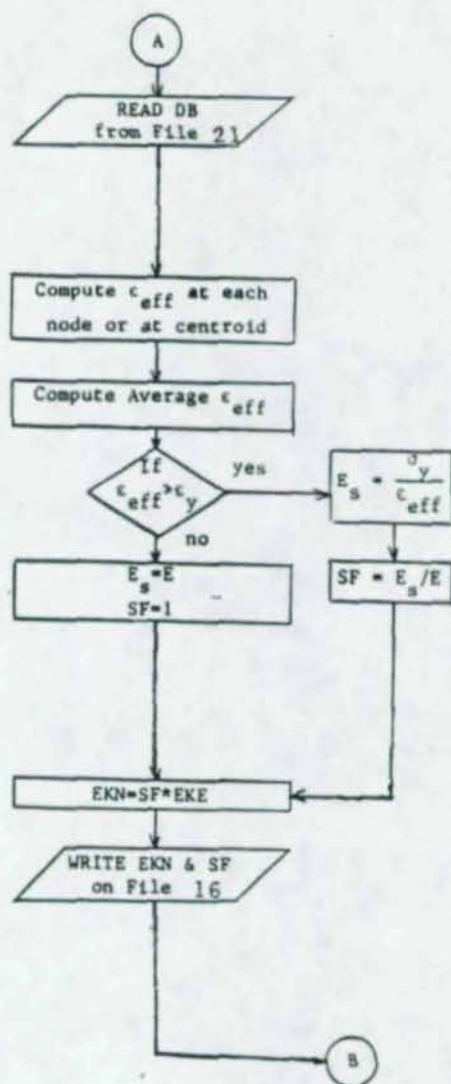 A
READ DB
from File 21
Compute ε_eff at each
node or at centroid
Compute Average ε_eff
If
ε_eff>ε_y
yes
E_s = σ_y/ε_eff
no
E_s=E
SF=1
SF = E_s/E
EKN=SF*EKE
WRITE EKN & SF
on File 16
B